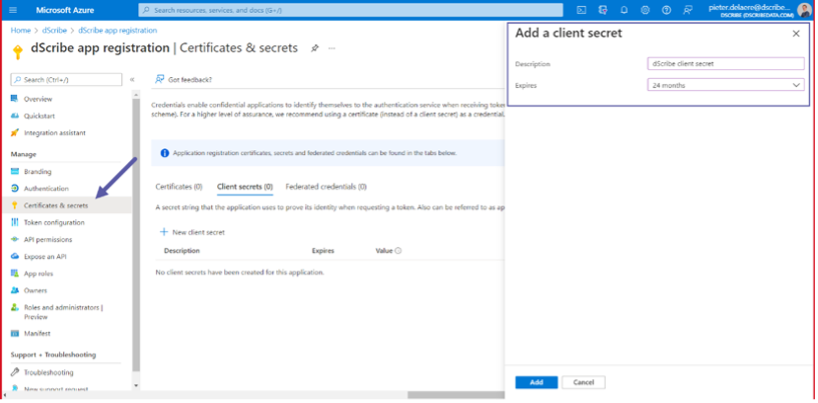 Microsoft Azure
Search resources, services, and docs (G+/)
pieter.delaere@dscribe...
DSCRIBE (DSCRIBEDATA.COM)
Home > dScribe > dScribe app registration
dScribe app registration | Certificates & secrets
Search (Ctrl+/)
Overview
Quickstart
Integration assistant
Manage
Branding
Authentication
Certificates & secrets
Token configuration
API permissions
Expose an API
App roles
Owners
Roles and administrators |
Preview
Manifest
Support + Troubleshooting
Troubleshooting
New support request
Got feedback?
Credentials enable confidential applications to identify themselves to the authentication service when receiving token
scheme). For a higher level of assurance, we recommend using a certificate (instead of a client secret) as a credential.
Application registration certificates, secrets and federated credentials can be found in the tabs below.
Certificates (0) Client secrets (0) Federated credentials (0)
A secret string that the application uses to prove its identity when requesting a token. Also can be referred to as ap
New client secret
Description Expires Value
No client secrets have been created for this application.
Add a client secret
Description dScribe client secret
Expires 24 months
Add Cancel